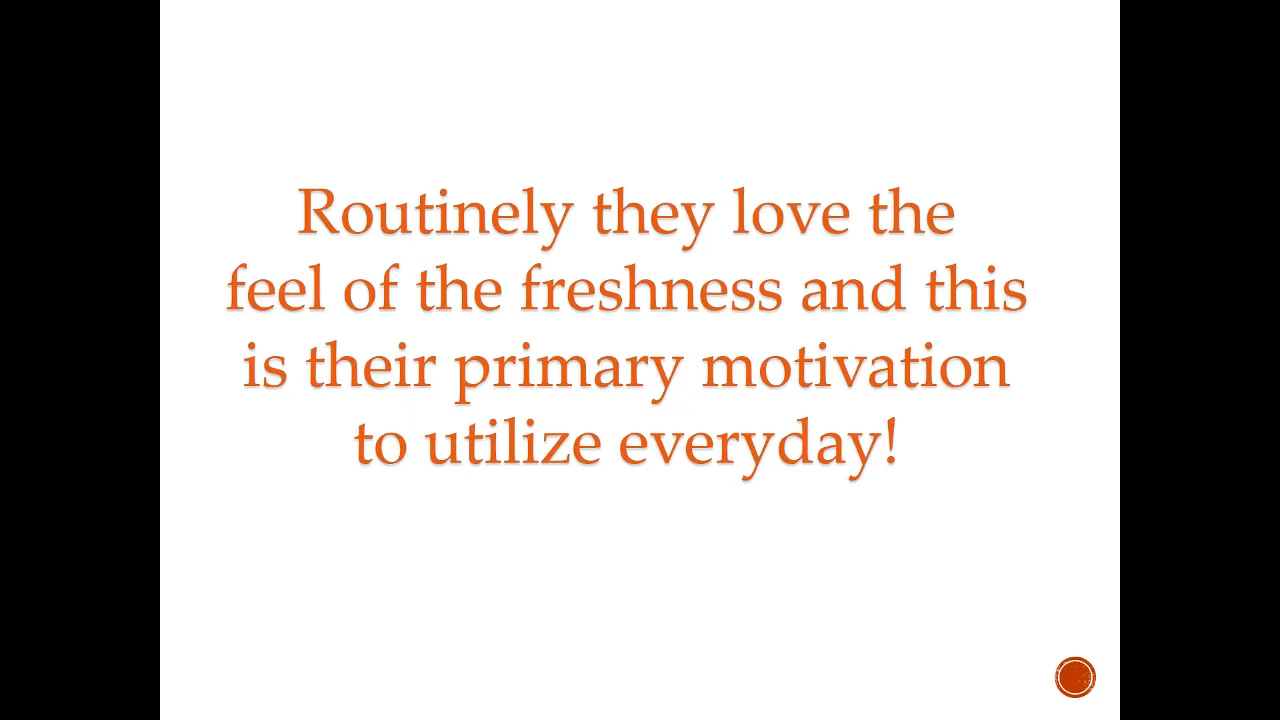 Routinely they love the
feel of the freshness and this
is their primary motivation
to utilize everyday!